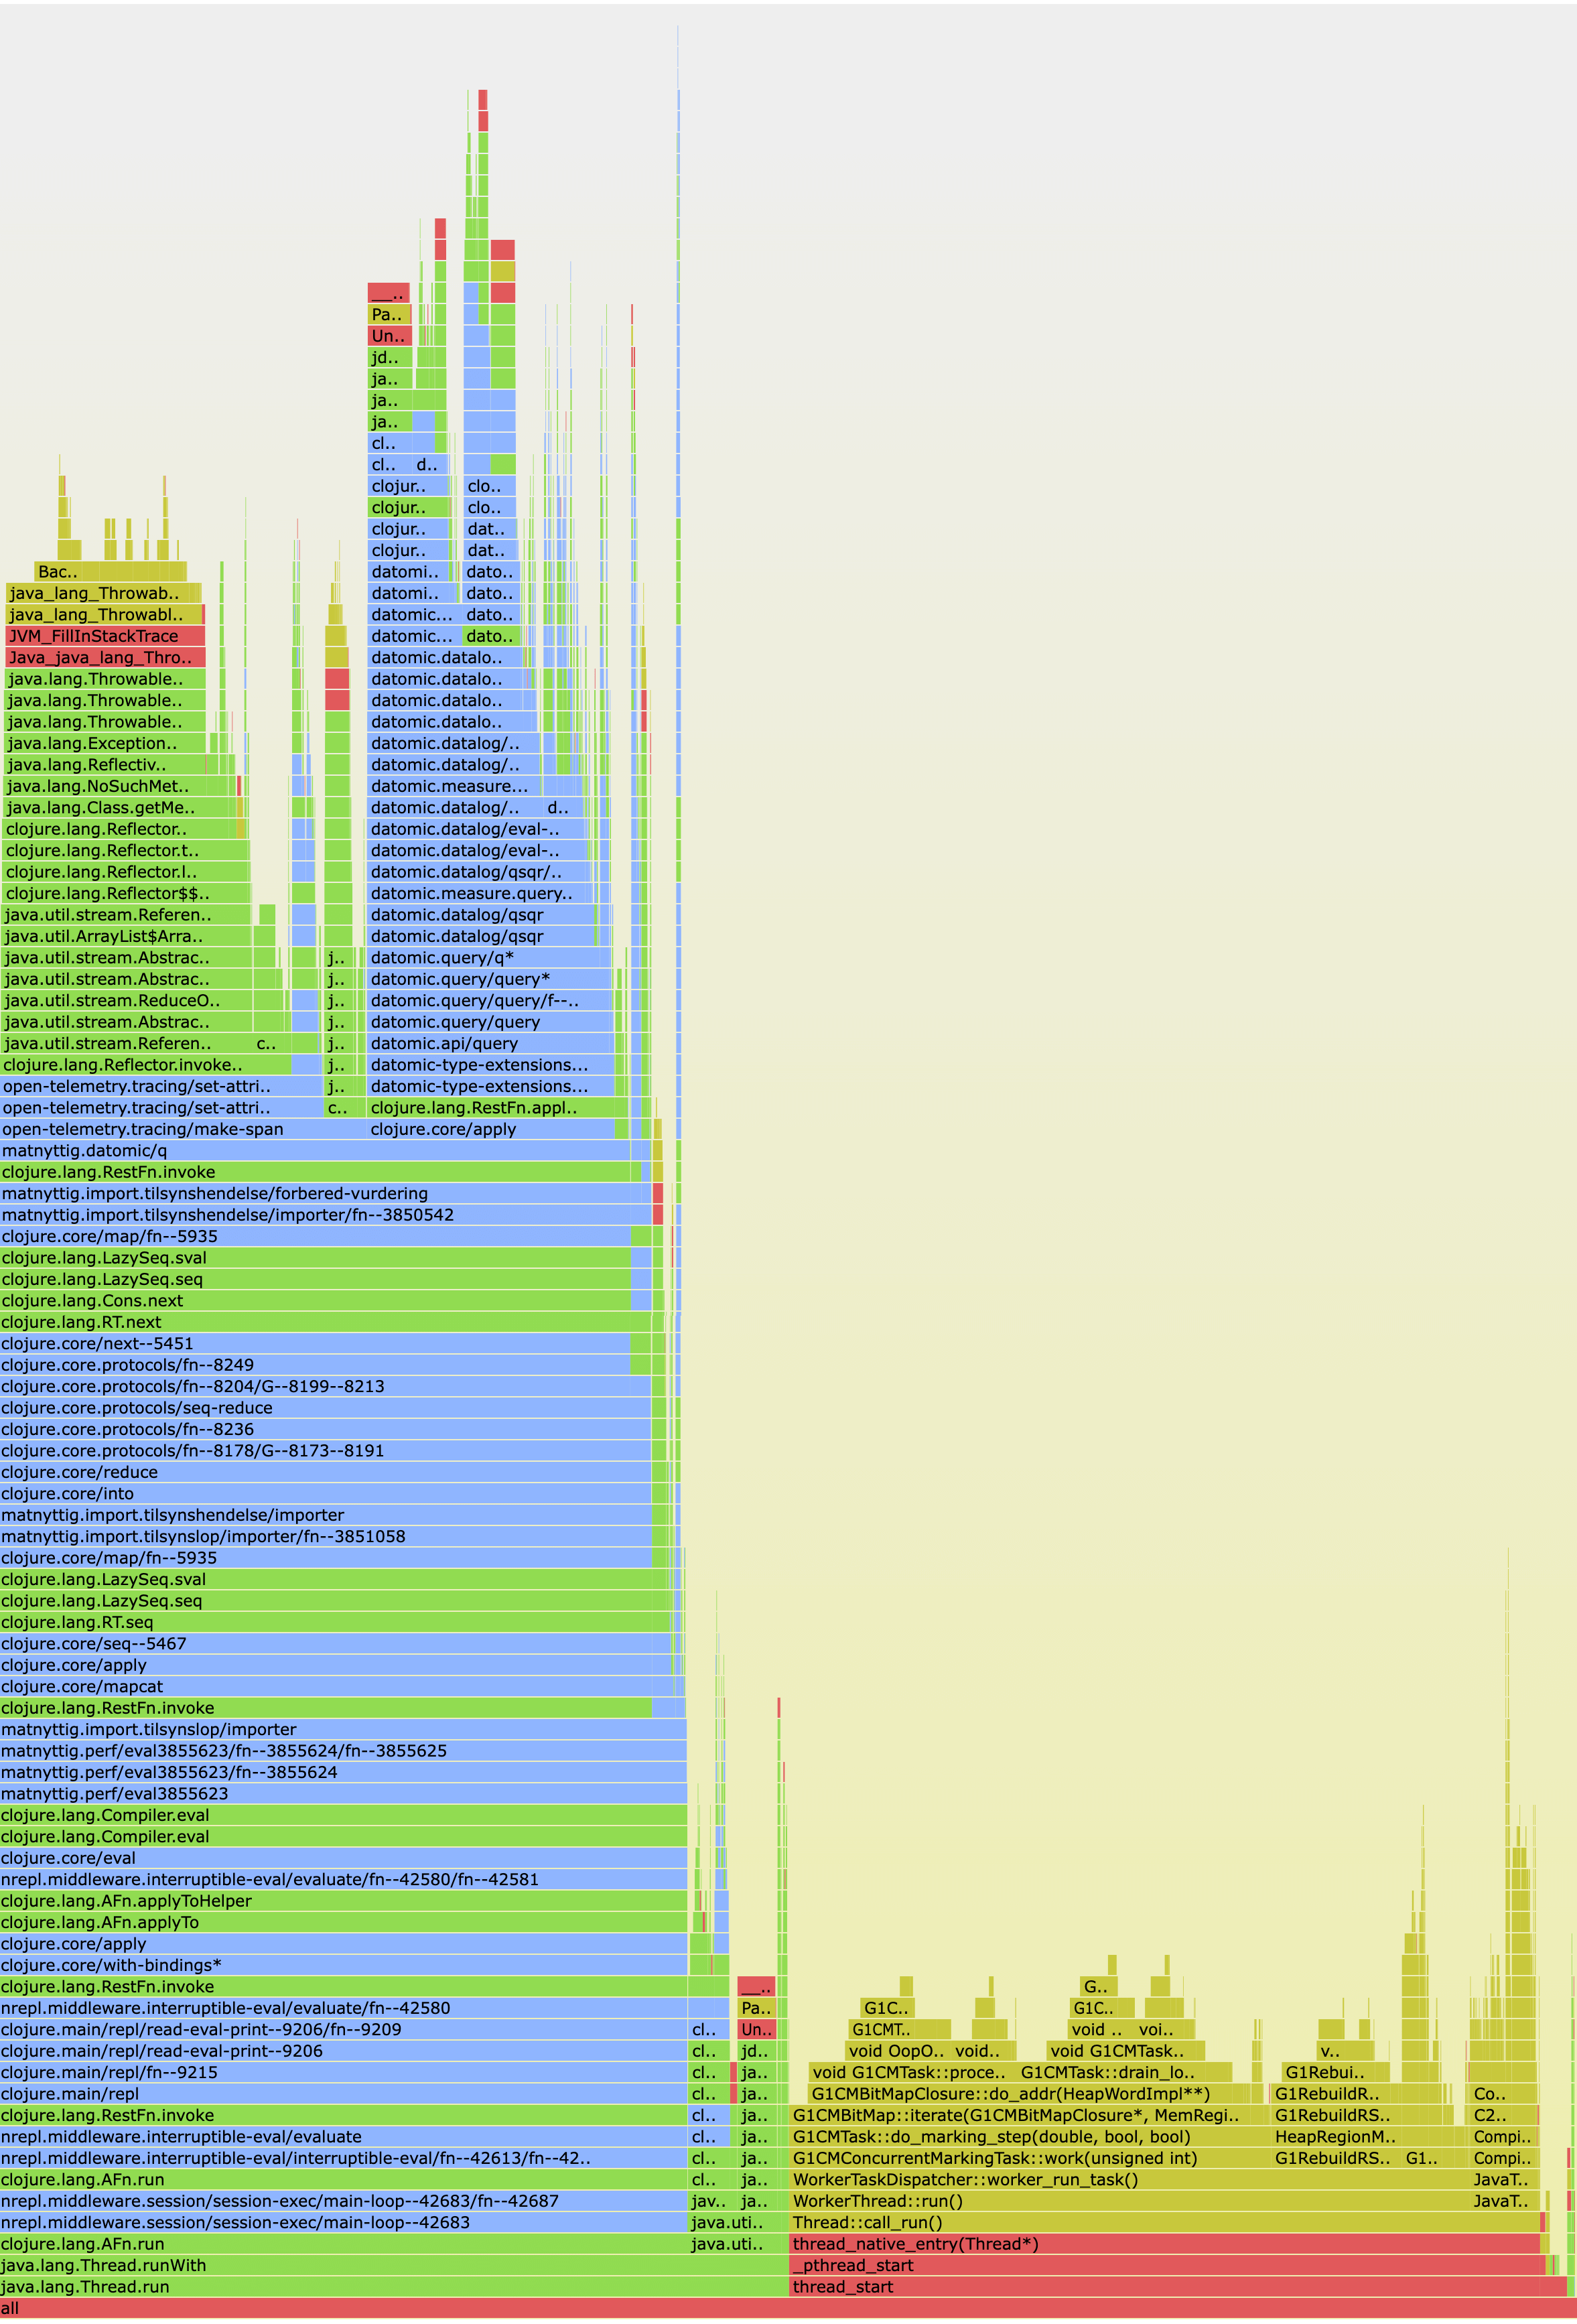 __..
Pa..
Un..
jd..
ja..
ja..
ja..
cl..
cl.. d..
clojur.. clo..
clojur.. clo..
clojur.. dat..
clojur.. dat..
Bac.. datomi.. dato..
java_lang_Throwab.. datomi.. dato..
java_lang_Throwabl.. datomic... dato..
JVM_FillInStackTrace datomic... dato..
Java_java_lang_Thro.. datomic.datalo..
java.lang.Throwable.. datomic.datalo..
java.lang.Throwable.. datomic.datalo..
java.lang.Throwable.. datomic.datalo..
java.lang.Exception.. datomic.datalog/..
java.lang.Reflectiv.. datomic.datalog/..
java.lang.NoSuchMet.. datomic.measure...
java.lang.Class.getMe.. datomic.datalog/.. d..
clojure.lang.Reflector.. datomic.datalog/eval-..
clojure.lang.Reflector.t.. datomic.datalog/eval-..
clojure.lang.Reflector.l.. datomic.datalog/qsqr/..
clojure.lang.Reflector$$.. datomic.measure.query..
java.util.stream.Referen.. datomic.datalog/qsqr
java.util.ArrayList$Arra.. datomic.datalog/qsqr
java.util.stream.Abstrac.. j.. datomic.query/q*
java.util.stream.Abstrac.. j.. datomic.query/query*
java.util.stream.ReduceO.. j.. datomic.query/query/f--..
java.util.stream.Abstrac.. j.. datomic.query/query
java.util.stream.Referen.. c.. j.. datomic.api/query
clojure.lang.Reflector.invoke.. j.. datomic-type-extensions...
open-telemetry.tracing/set-attri.. j.. datomic-type-extensions...
open-telemetry.tracing/set-attri.. c.. clojure.lang.RestFn.appl..
open-telemetry.tracing/make-span clojure.core/apply
matnyttig.datomic/q
clojure.lang.RestFn.invoke
matnyttig.import.tilsynshendelse/forbered-vurdering
matnyttig.import.tilsynshendelse/importer/fn--3850542
clojure.core/map/fn--5935
clojure.lang.LazySeq.sval
clojure.lang.LazySeq.seq
clojure.lang.Cons.next
clojure.lang.RT.next
clojure.core/next--5451
clojure.core.protocols/fn--8249
clojure.core.protocols/fn--8204/G--8199--8213
clojure.core.protocols/seq-reduce
clojure.core.protocols/fn--8236
clojure.core.protocols/fn--8178/G--8173--8191
clojure.core/reduce
clojure.core/into
matnyttig.import.tilsynshendelse/importer
matnyttig.import.tilsynslop/importer/fn--3851058
clojure.core/map/fn--5935
clojure.lang.LazySeq.sval
clojure.lang.LazySeq.seq
clojure.lang.RT.seq
clojure.core/seq--5467
clojure.core/apply
clojure.core/mapcat
clojure.lang.RestFn.invoke
matnyttig.import.tilsynslop/importer
matnyttig.perf/eval3855623/fn--3855624/fn--3855625
matnyttig.perf/eval3855623/fn--3855624
matnyttig.perf/eval3855623
clojure.lang.Compiler.eval
clojure.lang.Compiler.eval
clojure.core/eval
nrepl.middleware.interruptible-eval/evaluate/fn--42580/fn--42581
clojure.lang.AFn.applyToHelper
clojure.lang.AFn.applyTo
clojure.core/apply
clojure.core/with-bindings*
clojure.lang.RestFn.invoke __.. G..
nrepl.middleware.interruptible-eval/evaluate/fn--42580 Pa.. G1C.. G1C..
clojure.main/repl/read-eval-print--9206/fn--9209 cl.. Un.. G1CMT.. void .. voi..
clojure.main/repl/read-eval-print--9206 cl.. jd.. void OopO.. void.. void G1CMTask.. v..
clojure.main/repl/fn--9215 cl.. ja.. void G1CMTask::proce.. G1CMTask::drain_lo.. G1Rebui..
clojure.main/repl cl.. ja.. G1CMBitMapClosure::do_addr(HeapWordImpl**) G1RebuildR.. Co..
clojure.lang.RestFn.invoke cl.. ja.. G1CMBitMap::iterate(G1CMBitMapClosure*, MemRegi.. G1RebuildRS.. C2..
nrepl.middleware.interruptible-eval/evaluate cl.. ja.. G1CMTask::do_marking_step(double, bool, bool) HeapRegionM.. Compi..
nrepl.middleware.interruptible-eval/interruptible-eval/fn--42613/fn--42.. cl.. ja.. G1CMConcurrentMarkingTask::work(unsigned int) G1RebuildRS.. G1.. Compi..
clojure.lang.AFn.run cl.. ja.. WorkerTaskDispatcher::worker_run_task() JavaT..
nrepl.middleware.session/session-exec/main-loop--42683/fn--42687 jav.. ja.. WorkerThread::run() JavaT..
nrepl.middleware.session/session-exec/main-loop--42683 java.uti.. Thread::call_run()
clojure.lang.AFn.run java.uti.. thread_native_entry(Thread*)
java.lang.Thread.runWith _pthread_start
java.lang.Thread.run thread_start
all